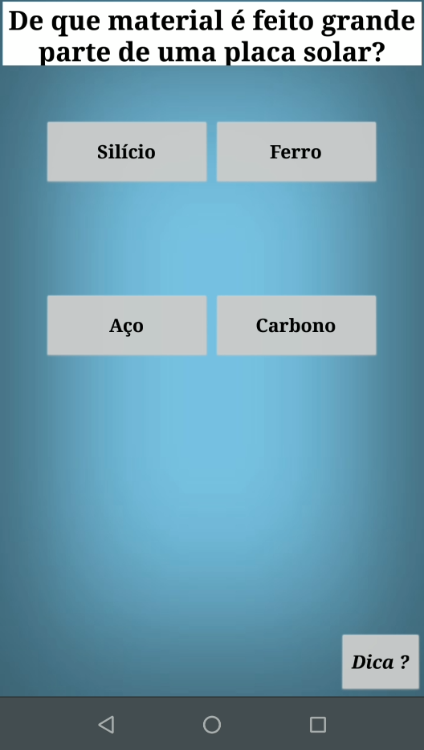 De que material é feito grande
parte de uma placa solar?
Silício
Ferro
Aço
Carbono
Dica ?